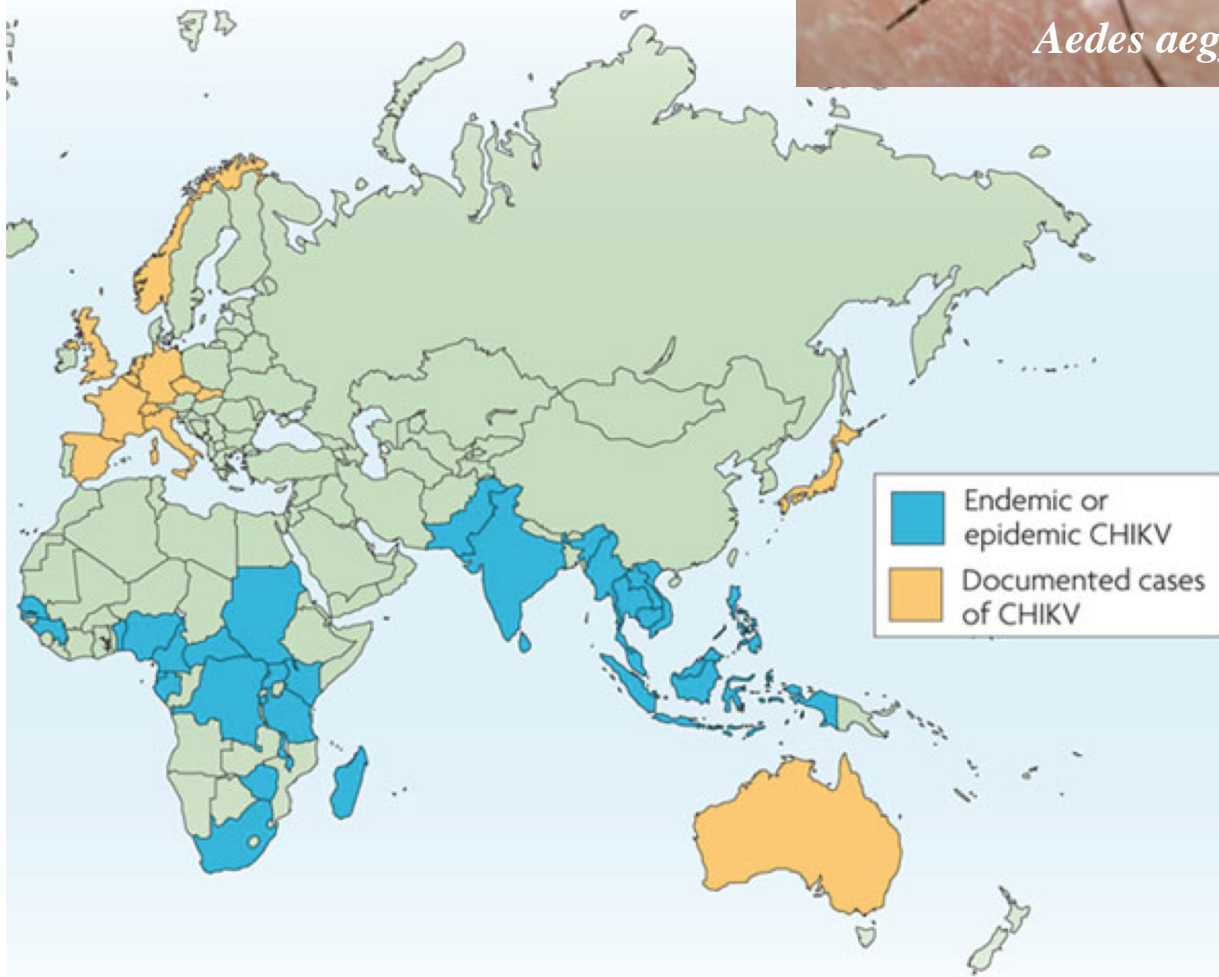 Aedes aeg
Endemic or
epidemic CHIKV
Documented cases
of CHIKV